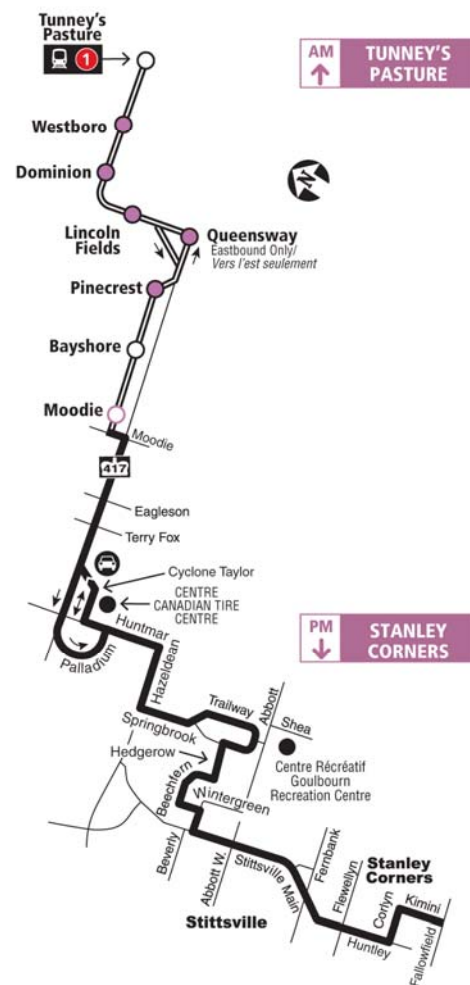 Tunney's
Pasture
1
AM
TUNNEY'S
PASTURE
Westboro
Dominion
N
Lincoln
Fields
Queensway
Eastbound Only/
Vers l'est seulement
Pinecrest
Bayshore
Moodie
Moodie
417
Eagleson
Terry Fox
Cyclone Taylor
CENTRE
CANADIAN TIRE
CENTRE
PM
STANLEY
CORNERS
Huntmar
Palladium
Hazeldean
Trailway
Abbott
Springbrook
Shea
Hedgerow
Centre Récréatif
Goulbourn
Recreation Centre
Beechfern
Wintergreen
Beverly
Abbott W.
Stittsville Main
Fernbank
Stittsville
Flewellyn
Stanley
Corners
Corlyn
Kimini
Huntley
Fallowfield